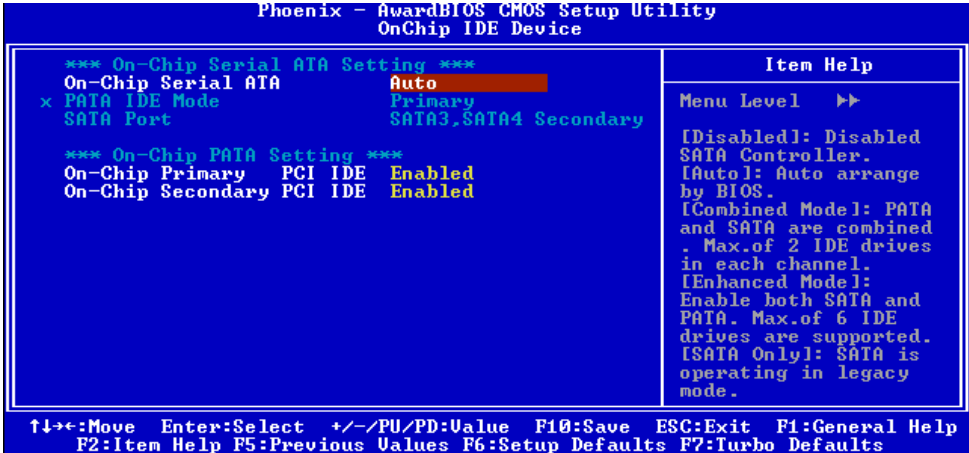 Phoenix - AwardBIOS CMOS Setup Utility
OnChip IDE Device
*** On-Chip Serial ATA Setting ***
On-Chip Serial ATA Auto
x PATA IDE Mode Primary
SATA Port SATA3,SATA4 Secondary
*** On-Chip PATA Setting ***
On-Chip Primary PCI IDE Enabled
On-Chip Secondary PCI IDE Enabled
Item Help
Menu Level ►►
[Disabled]: Disabled
SATA Controller.
[Auto]: Auto arrange
by BIOS.
[Combined Mode]: PATA
and SATA are combined
. Max.of 2 IDE drives
in each channel.
[Enhanced Mode]:
Enable both SATA and
PATA. Max.of 6 IDE
drives are supported.
[SATA Only]: SATA is
operating in legacy
mode.
↑↓→←:Move Enter:Select +/-/PU/PD:Value F10:Save ESC:Exit F1:General Help
F2:Item Help F5:Previous Values F6:Setup Defaults F7:Turbo Defaults